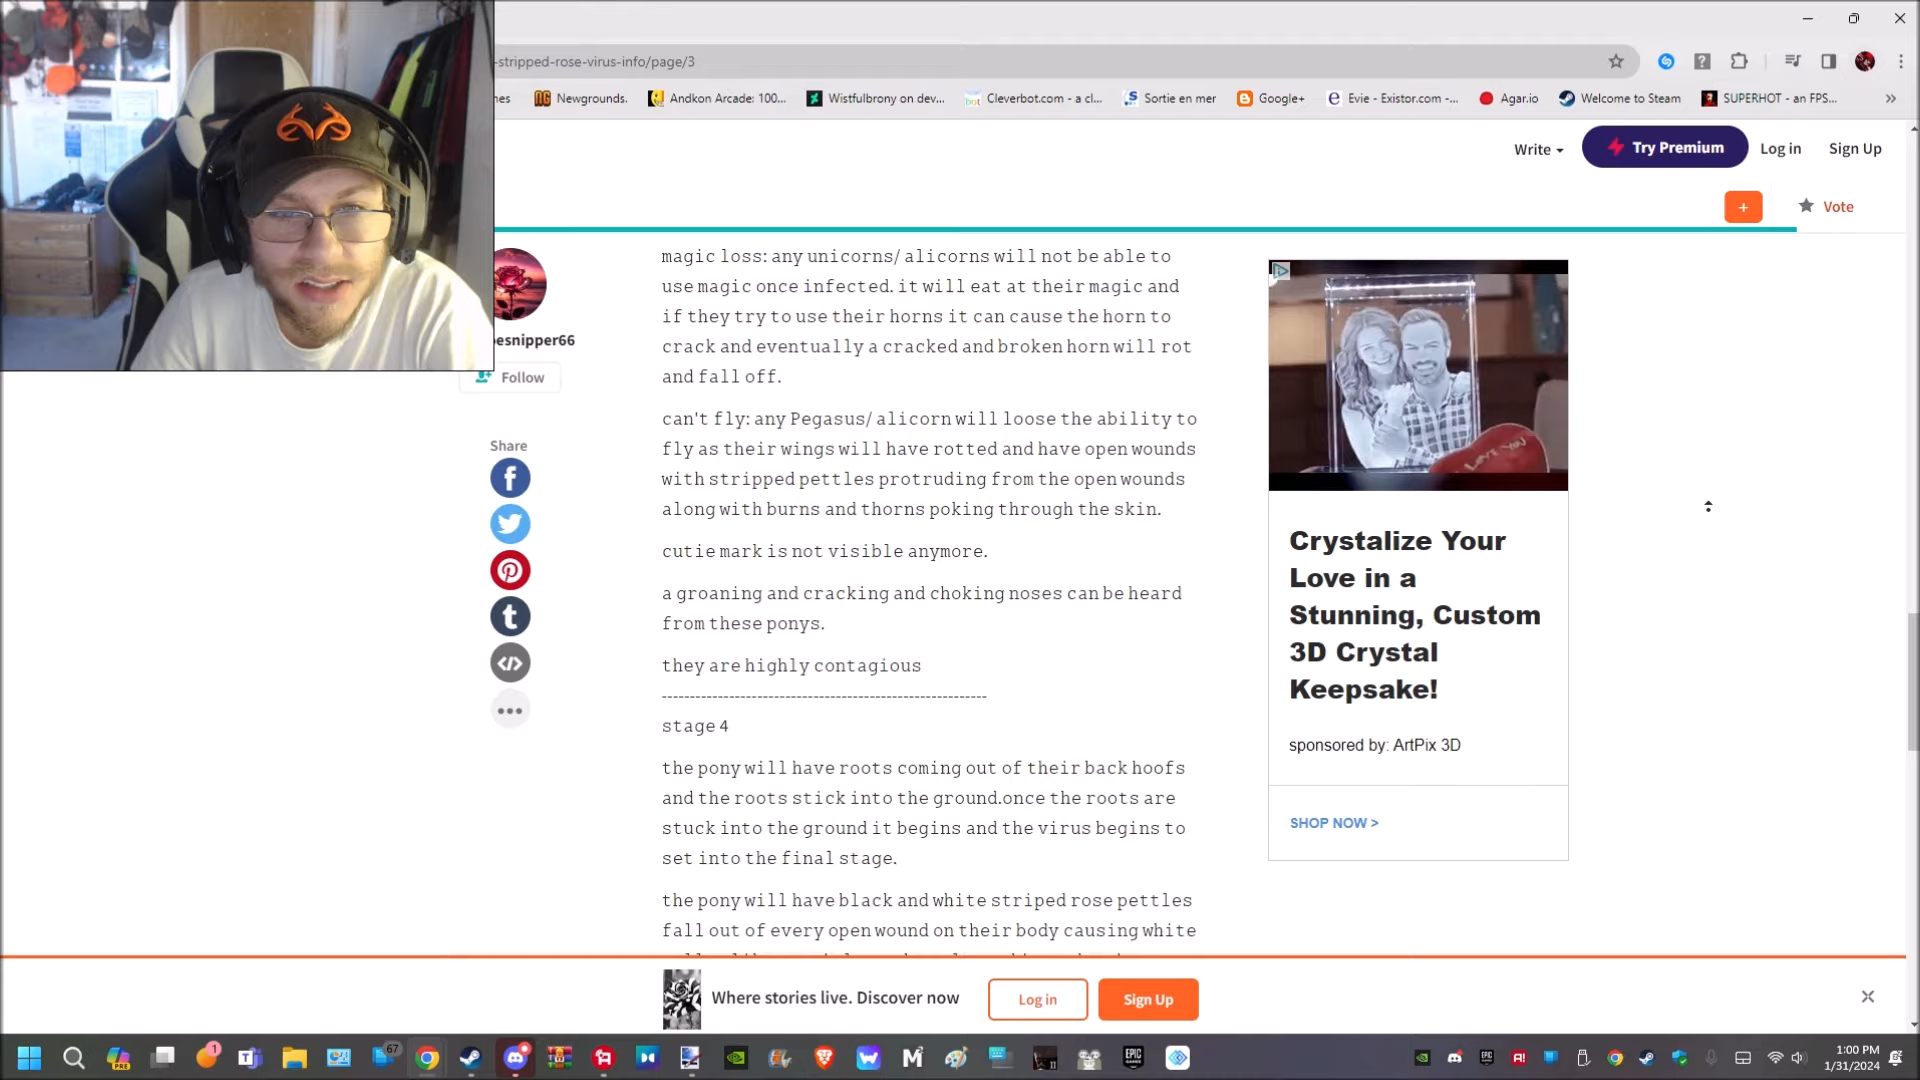 -stripped-rose-virus-info/page/3
nes
Newgrounds.
Andkon Arcade: 100...
Wistfulbrony on dev...
Cleverbot.com - a cl...
Sortie en mer
Google+
Evie - Existor.com -...
Agar.io
Welcome to Steam
SUPERHOT - an FPS...
»
Write
Try Premium
Log in
Sign Up
+
Vote
esnipper66
Follow
Share
magic loss: any unicorns/ alicorns will not be able to
use magic once infected. it will eat at their magic and
if they try to use their horns it can cause the horn to
crack and eventually a cracked and broken horn will rot
and fall off.
can't fly: any Pegasus/ alicorn will loose the ability to
fly as their wings will have rotted and have open wounds
with stripped pettles protruding from the open wounds
along with burns and thorns poking through the skin.
cutie mark is not visible anymore.
a groaning and cracking and choking noses can be heard
from these ponys.
they are highly contagious
----------------------------------------------------------
stage 4
the pony will have roots coming out of their back hoofs
and the roots stick into the ground.once the roots are
stuck into the ground it begins and the virus begins to
set into the final stage.
the pony will have black and white striped rose pettles
fall out of every open wound on their body causing white
Crystalize Your
Love in a
Stunning, Custom
3D Crystal
Keepsake!
sponsored by: ArtPix 3D
SHOP NOW >
Where stories live. Discover now
Log in
Sign Up
1
67
PRE
EPIC
1:00 PM
1/31/2024